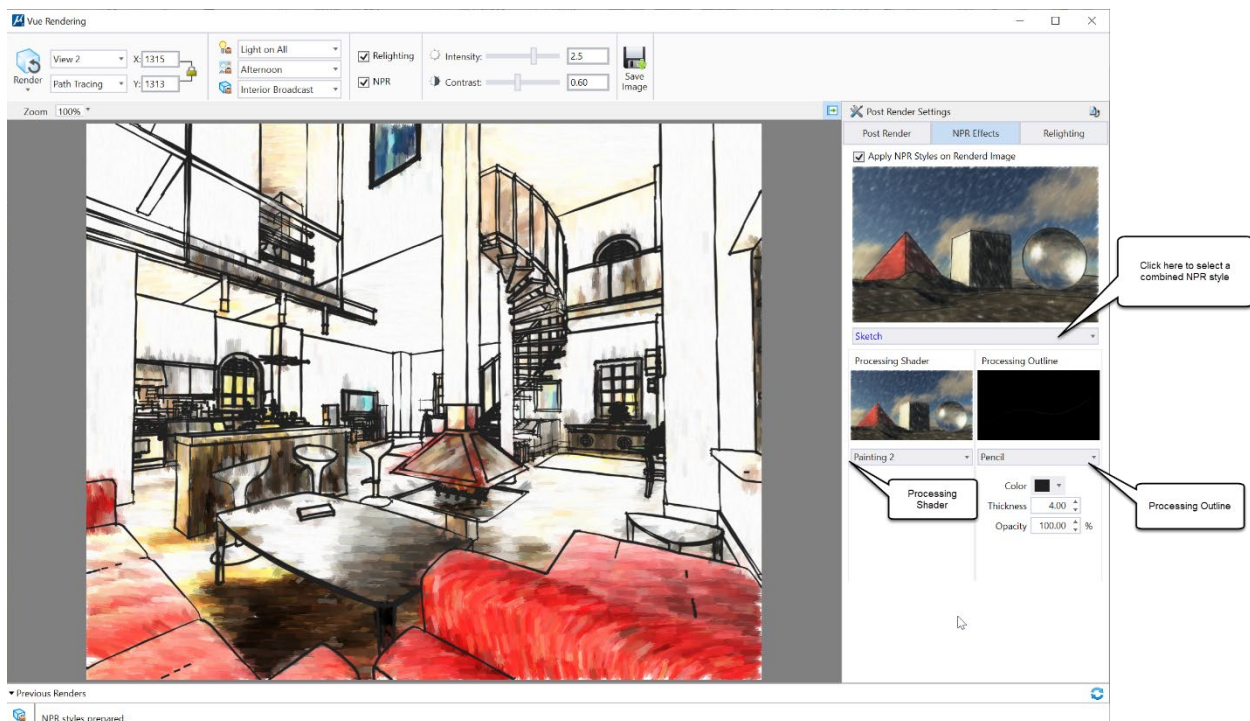 Vue Rendering
Render
View 2
X: 1315
Path Tracing
Y: 1313
Light on All
Afternoon
Interior Broadcast
Relighting
NPR
Intensity:
2.5
Contrast:
0.60
Save
Image
Zoom 100%
Post Render Settings
Post Render
NPR Effects
Relighting
Apply NPR Styles on Renderd Image
Click here to select a
combined NPR style
Sketch
Processing Shader
Processing Outline
Painting 2
Pencil
Processing
Shader
Processing Outline
Color
Thickness 4.00
Opacity 100.00 %
Previous Renders
NPR styles prepared